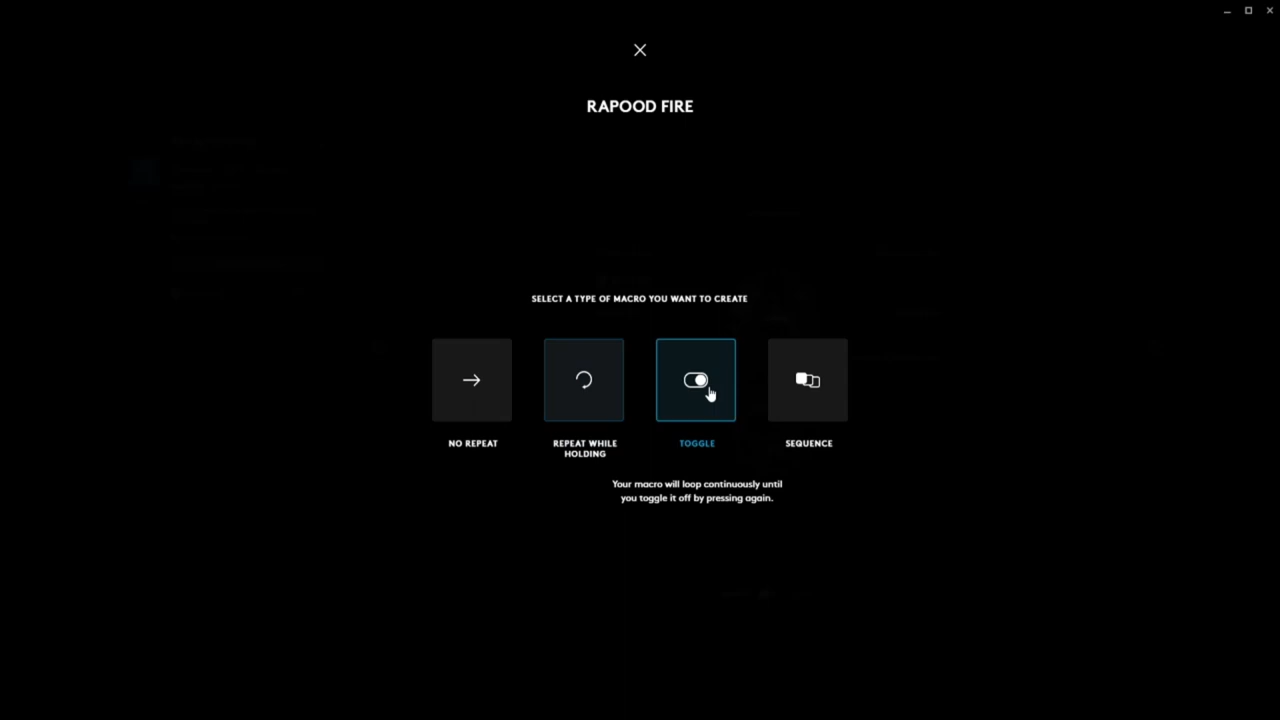 RAPOOD FIRE
SELECT A TYPE OF MACRO YOU WANT TO CREATE
NO REPEAT
REPEAT WHILE
HOLDING
TOGGLE
SEQUENCE
Your macro will loop continuously until
you toggle it off by pressing again.